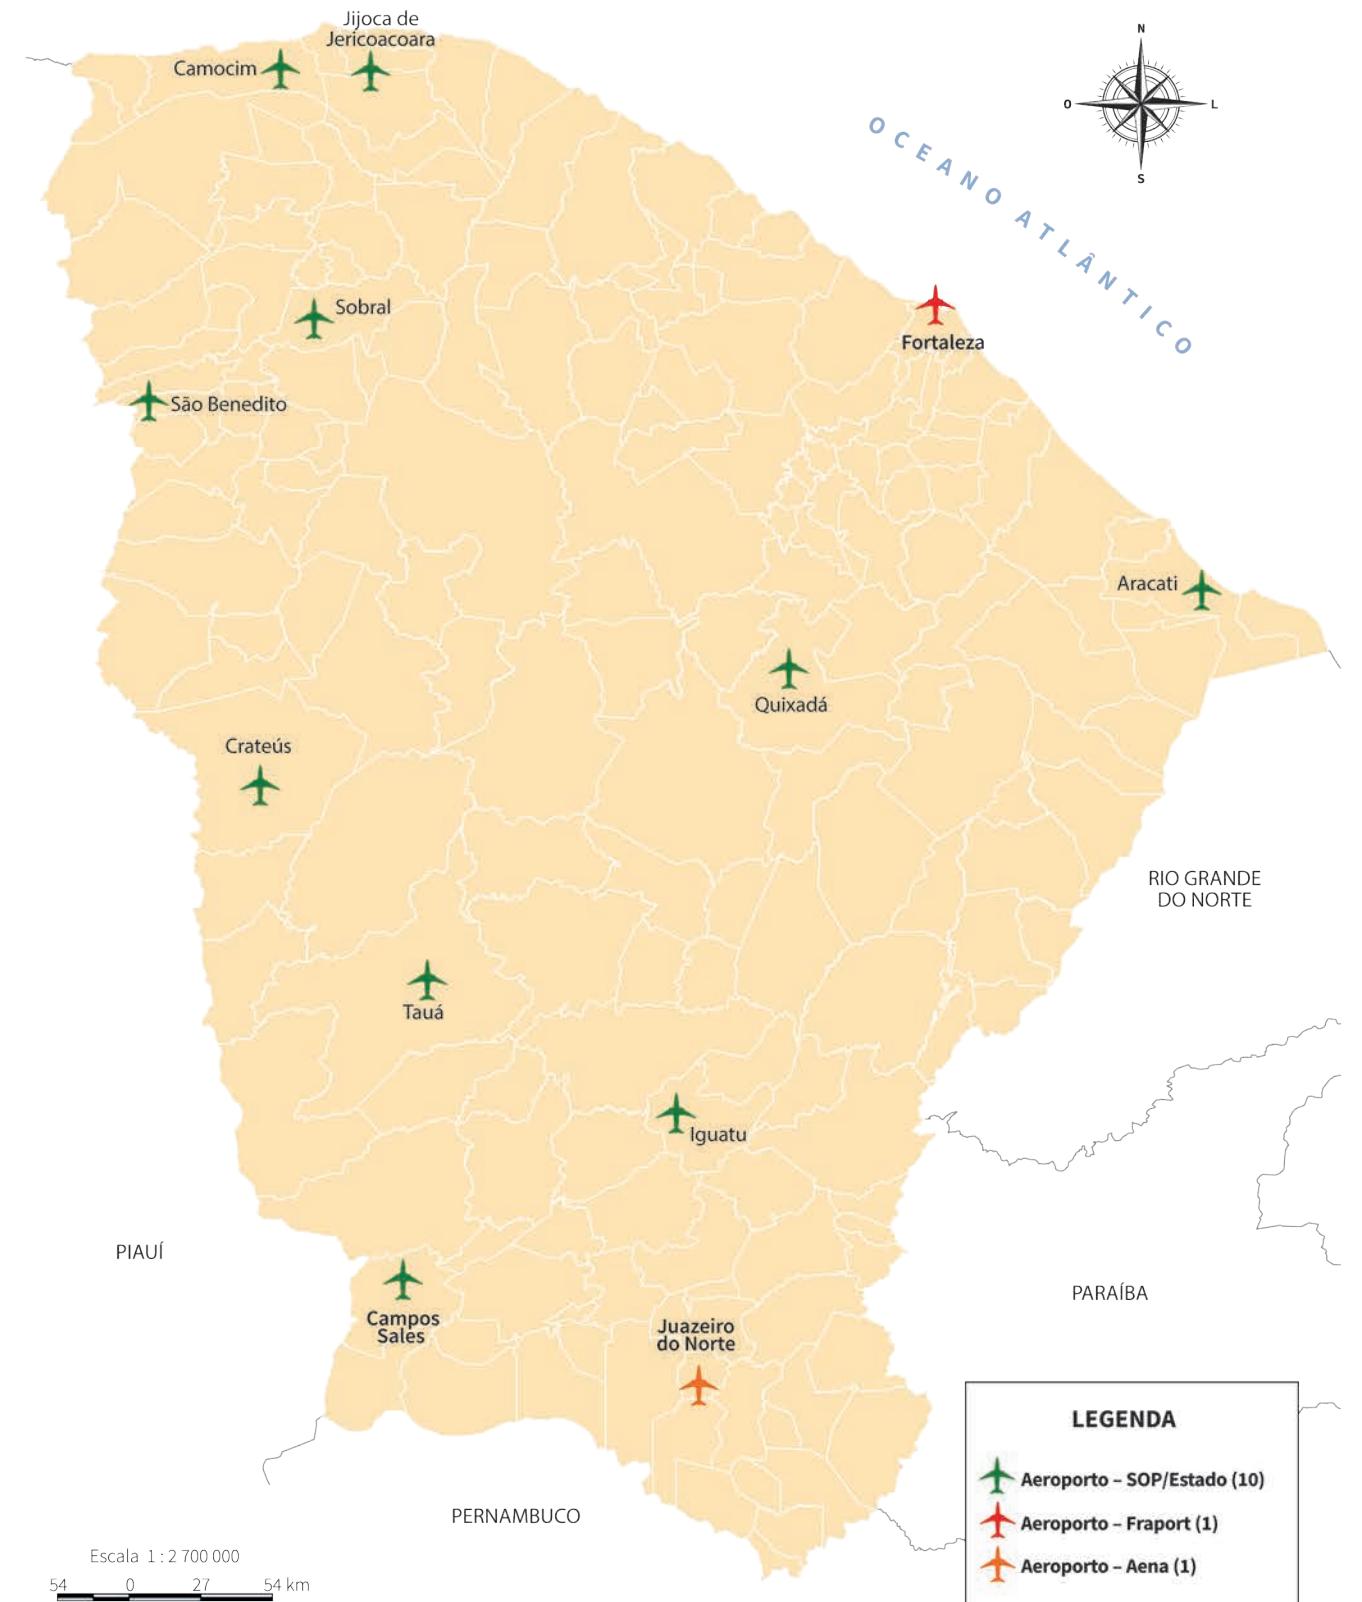 Jijoca de
Jericoacoara
Camocim
N
O
L
S
OCEANO ATLÂNTICO
Sobral
Fortaleza
São Benedito
Aracati
Quixadá
Crateús
RIO GRANDE
DO NORTE
Tauá
Iguatu
PIAUÍ
PARAÍBA
Campos
Sales
Juazeiro
do Norte
LEGENDA
Aeroporto – SOP/Estado (10)
Aeroporto – Fraport (1)
Aeroporto – Aena (1)
PERNAMBUCO
Escala 1 : 2 700 000
54 0 27 54 km